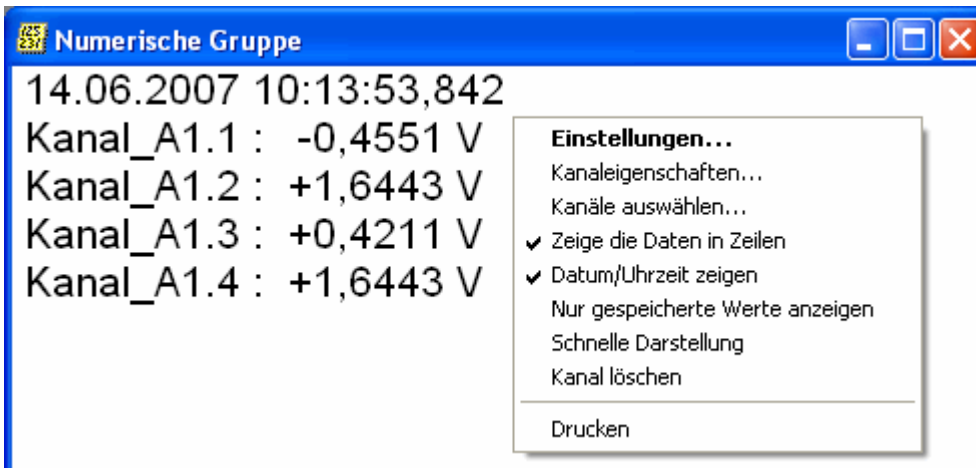 Numerische Gruppe
14.06.2007 10:13:53,842
Kanal_A1.1 : -0,4551 V
Kanal_A1.2 : +1,6443 V
Kanal_A1.3 : +0,4211 V
Kanal_A1.4 : +1,6443 V
Einstellungen...
Kanaleigenschaften...
Kanäle auswählen...
Zeige die Daten in Zeilen
Datum/Uhrzeit zeigen
Nur gespeicherte Werte anzeigen
Schnelle Darstellung
Kanal löschen
Drucken